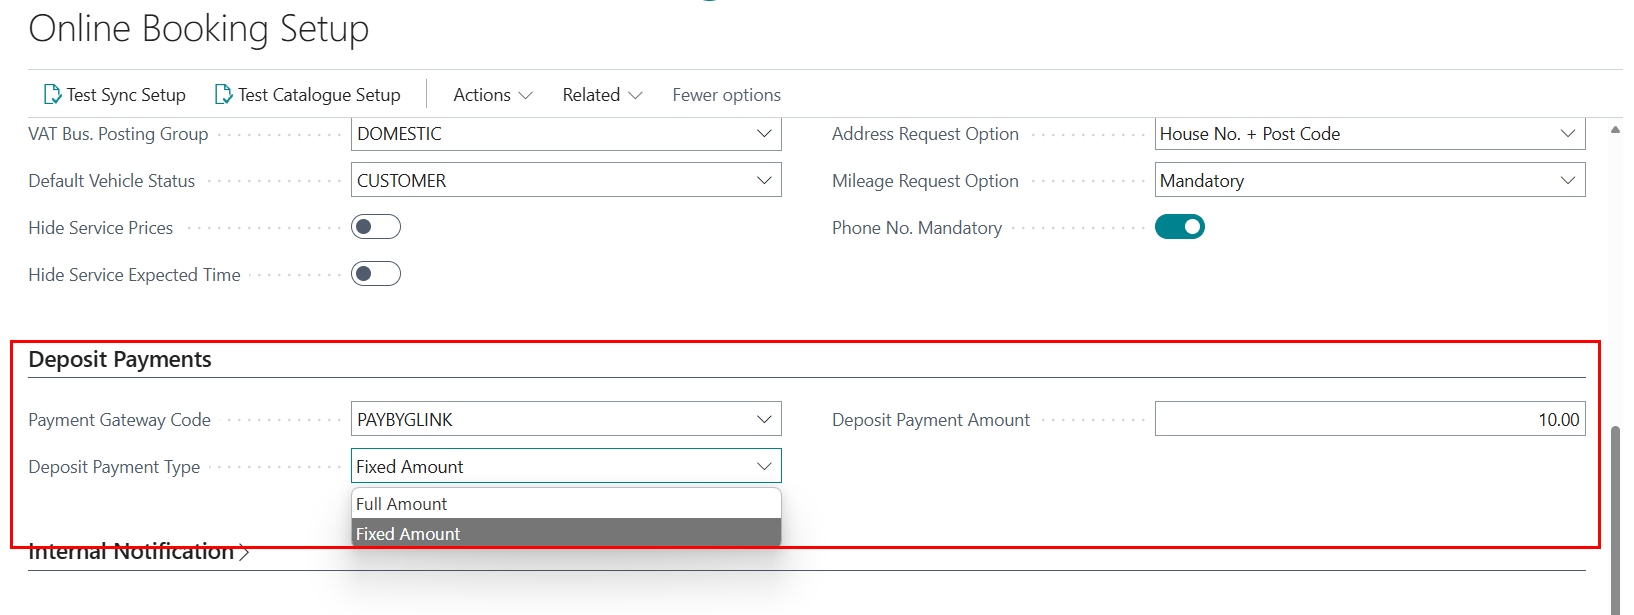 Online Booking Setup
Test Sync Setup Test Catalogue Setup Actions Related Fewer options
VAT Bus. Posting Group DOMESTIC Address Request Option House No. + Post Code
Default Vehicle Status CUSTOMER Mileage Request Option Mandatory
Hide Service Prices Phone No. Mandatory
Hide Service Expected Time
Deposit Payments
Payment Gateway Code PAYBYGLINK Deposit Payment Amount 10.00
Deposit Payment Type Fixed Amount
Full Amount
Fixed Amount
Internal Notification